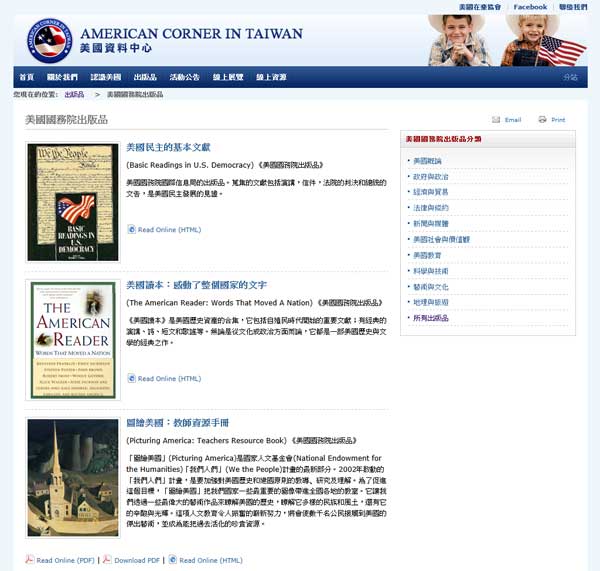 美國在臺協會 | Facebook | 聯絡我們
AMERICAN CORNER IN TAIWAN
美國資料中心
首頁 關於我們 認識美國 出版品 活動公告 線上展覽 線上資源 分站
您現在的位置: 出版品 > 美國國務院出版品
美國國務院出版品
Email Print
We the People
BASIC READINGS IN U.S. DEMOCRACY
美國民主的基本文獻
(Basic Readings in U.S. Democracy) 《美國國務院出版品》
美國國務院國際信息局的出版品。蒐集的文獻包括演講，信件，法院的判決和總統的
文告，是美國民主發展的見證。
Read Online (HTML)
THE AMERICAN READER
WORDS THAT MOVED A NATION
美國讀本：感動了整個國家的文字
(The American Reader: Words That Moved A Nation) 《美國國務院出版品》
《美國讀本》是美國歷史資產的合集，它包括自殖民時代開始的重要文獻：有經典的
演講、詩、短文和歌謠等。無論是從文化或政治方面而論，它都是一部美國歷史與文
學的經典之作。
Read Online (HTML)
圖繪美國：教師資源手冊
(Picturing America: Teachers Resource Book) 《美國國務院出版品》
「圖繪美國」(Picturing America)是國家人文基金會(National Endowment for
the Humanities)「我們人們」(We the People)計畫的最新部分。2002年啟動的
「我們人們」計畫，是要加強對美國歷史和建國原則的教導、研究及理解。為了促進
這個目標，「圖繪美國」把我們國家一些最重要的圖像帶進全國各地的教室。它讓我
們透過一些最偉大的藝術作品來瞭解美國的歷史，瞭解它多樣的民族和風土，還有它
的辛酸與光輝。這項人文教育令人振奮的嶄新努力，將會使數千名公民接觸到美國的
傑出藝術，並成為能把過去活化的珍貴資源。
Read Online (PDF) | Download PDF | Read Online (HTML)
美國國務院出版品分類
美國概論
政府與政治
經濟與貿易
法律與條約
新聞與媒體
美國社會與價值觀
美國教育
科學與技術
藝術與文化
地理與旅遊
所有出版品